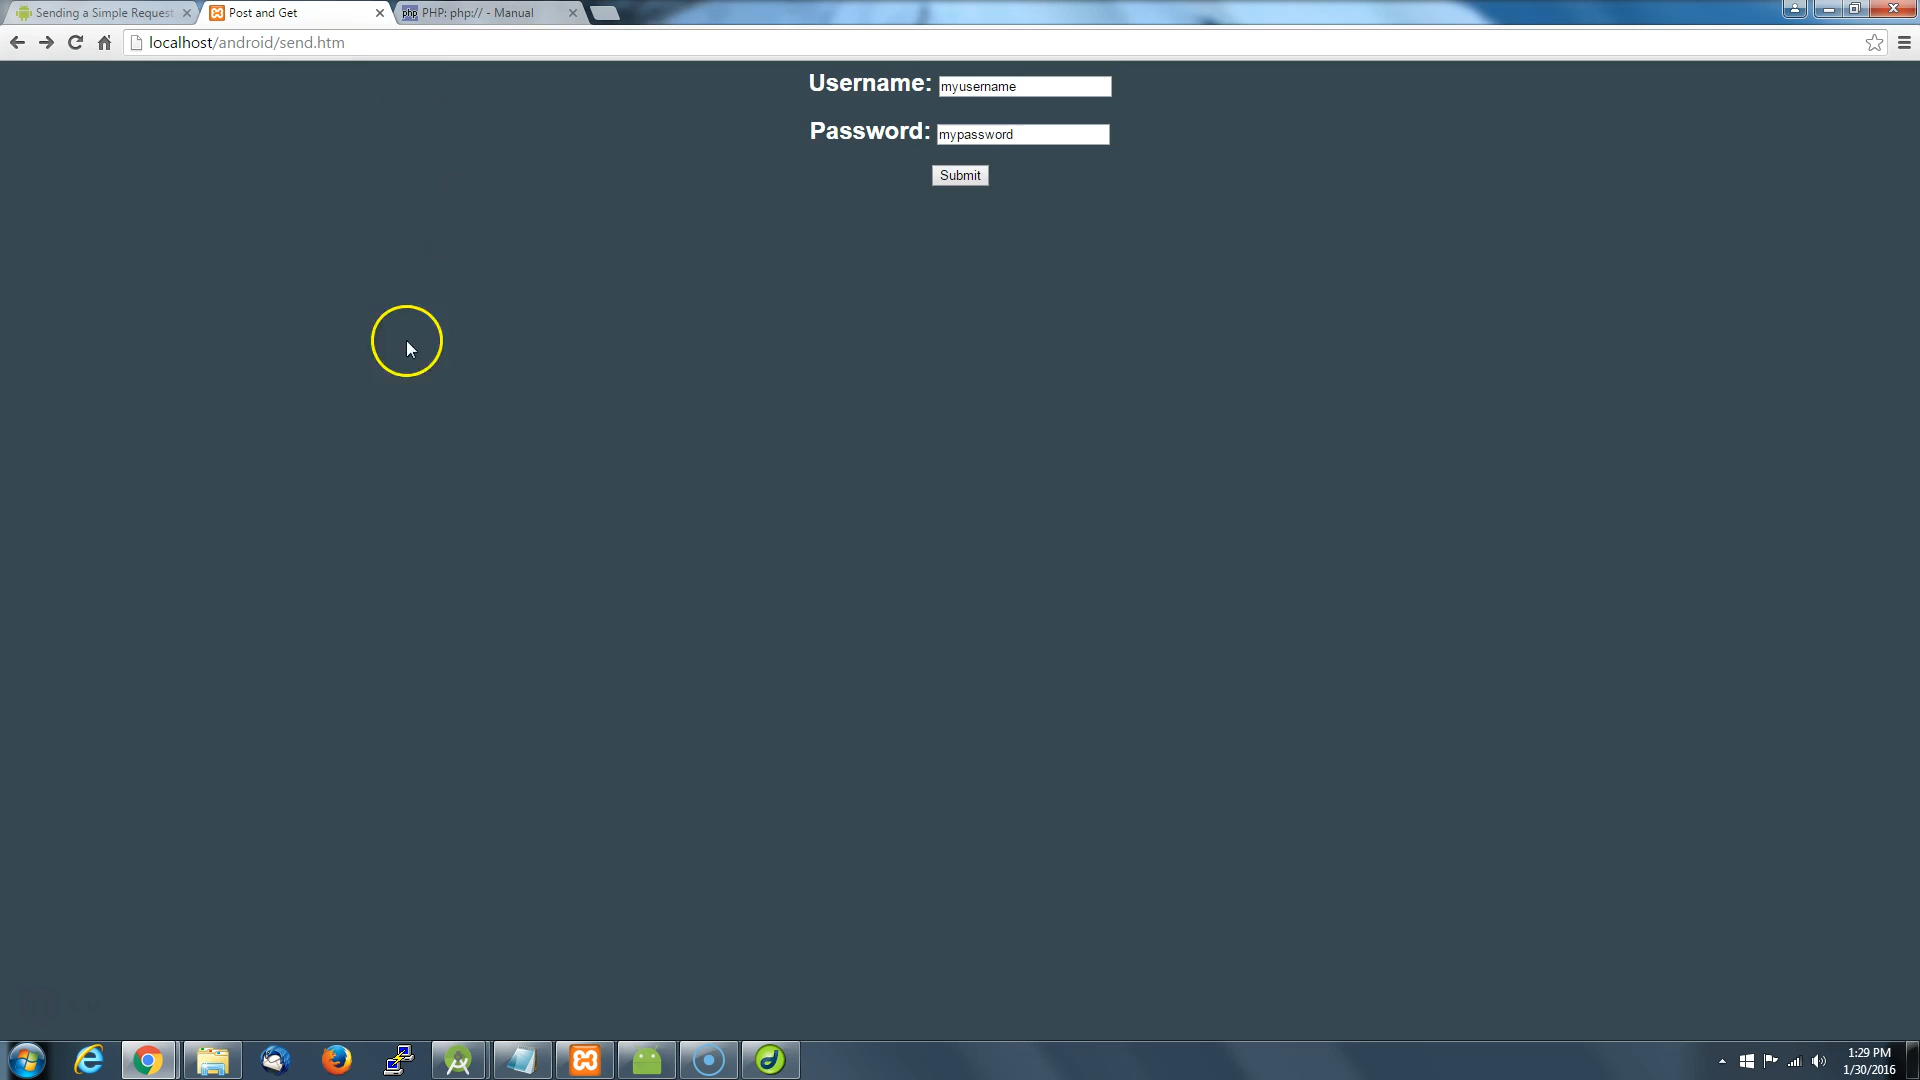 Sending a Simple Request
Post and Get
php PHP: php:// - Manual
localhost/android/send.htm
Username: myusername
Password: mypassword
Submit
1:29 PM
1/30/2016